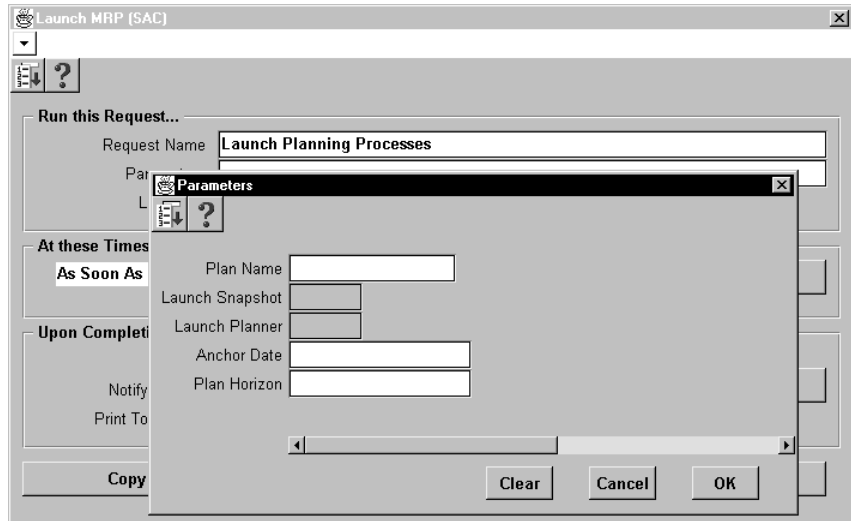 Launch MRP (SAC)
Run this Request...
Request Name Launch Planning Processes
Par
L
At these Times
As Soon As
Upon Completi
Notify
Print To
Copy
Parameters
Plan Name
Launch Snapshot
Launch Planner
Anchor Date
Plan Horizon
Clear Cancel OK